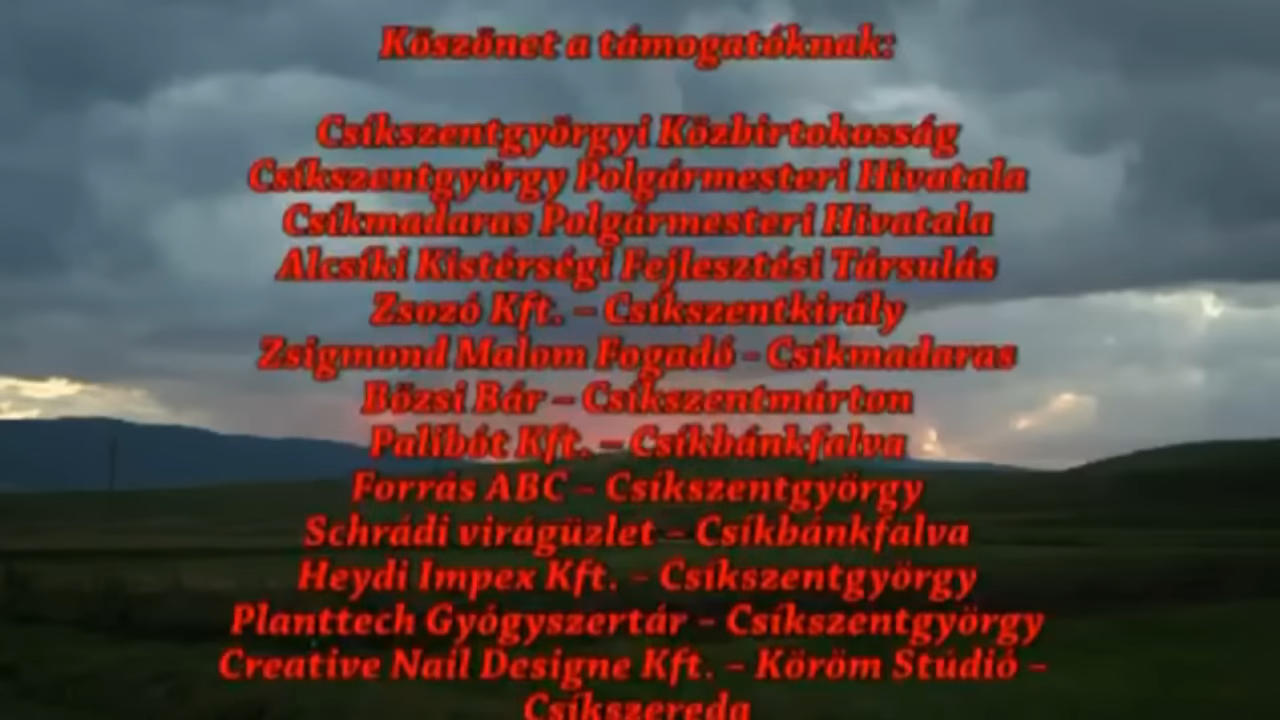 Köszönet a támogatóknak:
Csíkszentgyörgyi Közbirtokosság
Csíkszentgyörgy Polgármesteri Hivatala
Csíkmadaras Polgármesteri Hivatala
Alcsíki Kistérségi Fejlesztési Társulás
Zsozó Kft. – Csíkszentkirály
Zsigmond Malom Fogadó - Csíkmadaras
Bözsi Bár – Csíkszentmárton
Palibót Kft. – Csíkbánkfalva
Forrás ABC – Csíkszentgyörgy
Schrádi virágüzlet – Csíkbánkfalva
Heydi Impex Kft. – Csíkszentgyörgy
Planttech Gyógyszertár – Csíkszentgyörgy
Creative Nail Designe Kft. – Köröm Stúdió –
Csíkszereda